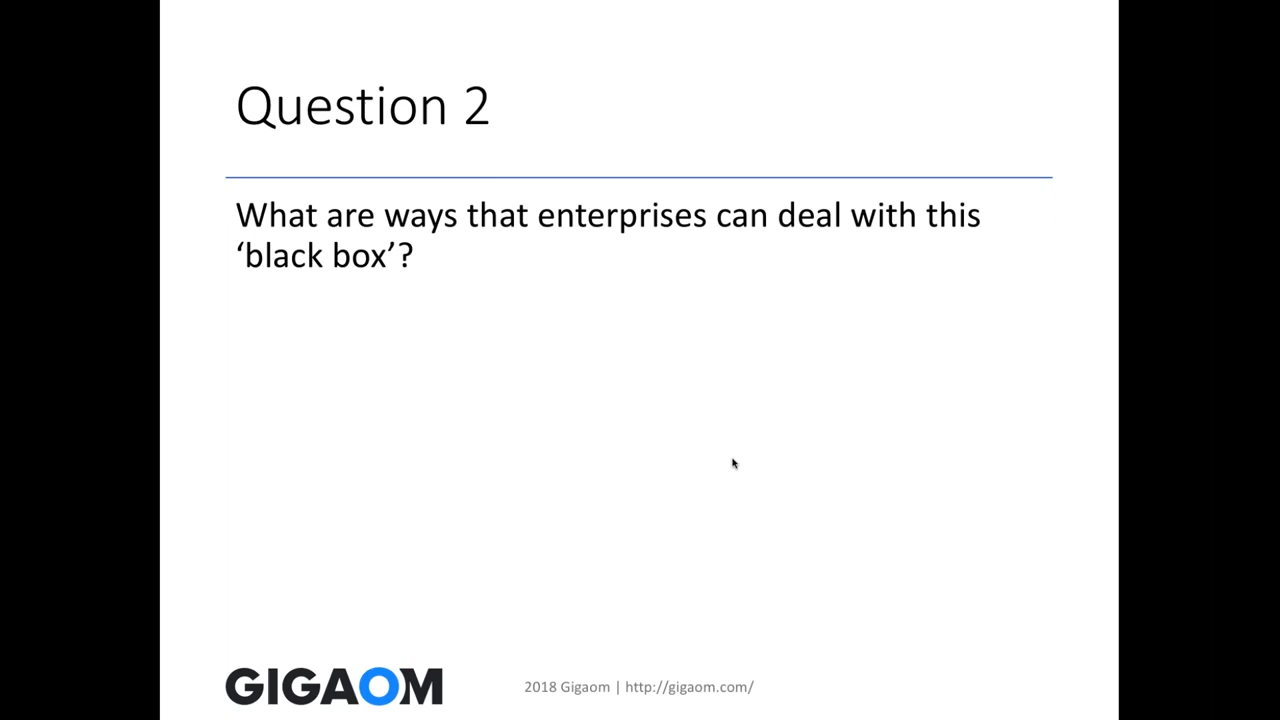 Question 2
What are ways that enterprises can deal with this
‘black box’?
GIGAOM
2018 Gigaom | http://gigaom.com/